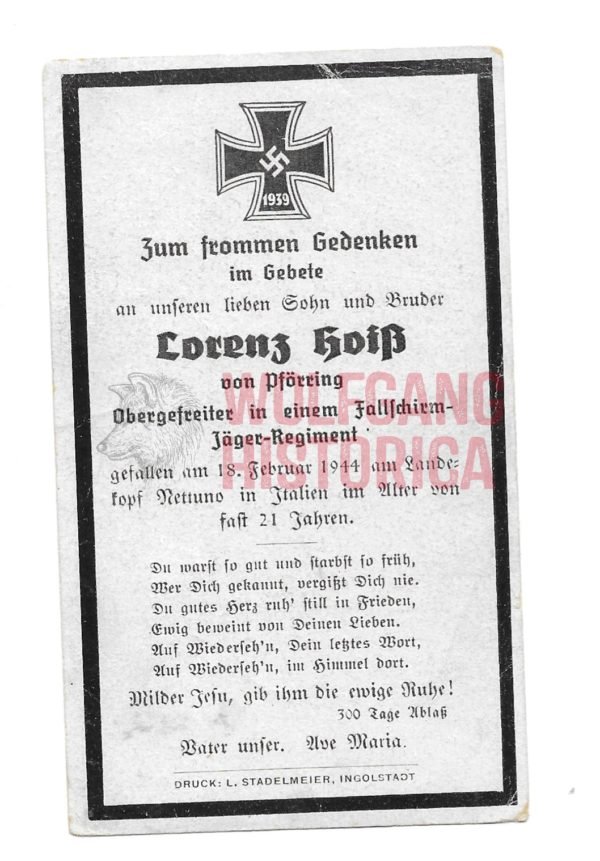 1939
Zum frommen Gedenken
im Gebete
an unseren lieben Sohn und Bruder
Lorenz Hoiß
von Pförring
Obergefreiter in einem Fallschirm-
Jäger-Regiment
gefallen am 18. Februar 1944 am Lande-
kopf Nettuno in Italien im Alter von
fast 21 Jahren.
WOLFGANG
HISTORICA
Du warst so gut und starbst so früh,
Wer Dich gekannt, vergißt Dich nie.
Du gutes Herz ruh' still in Frieden,
Ewig beweint von Deinen Lieben.
Auf Wiederseh'n, Dein letztes Wort,
Auf Wiederseh'n, im Himmel dort.
Milder Jesu, gib ihm die ewige Ruhe!
300 Tage Ablaß
Vater unser. Ave Maria.
DRUCK: L. STADELMEIER, INGOLSTADT